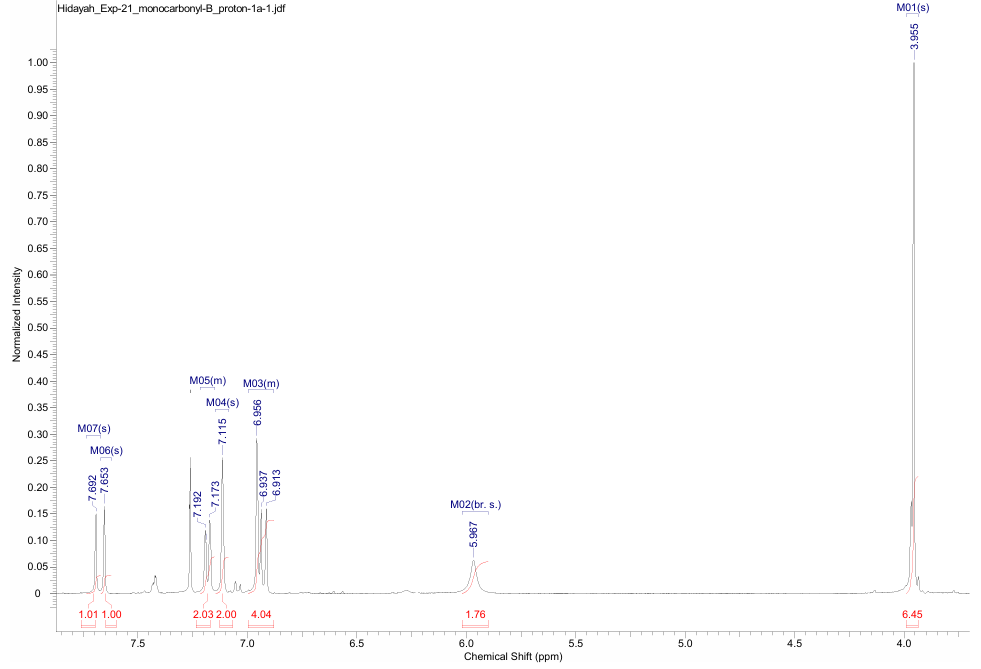 Hidayah_Exp-21_monocarbonyl-B_proton-1a-1.jdf
M01(s)
3.955
1.00
0.95
0.90
0.85
0.80
0.75
0.70
0.65
0.60
0.55
0.50
0.45
0.40
0.35
0.30
0.25
0.20
0.15
0.10
0.05
0
Normalized Intensity
M05(m)
M03(m)
M04(s)
M07(s)
M06(s)
7.692
7.653
7.192
7.173
7.115
6.956
6.937
6.913
M02(br. s.)
5.967
1.01 1.00 2.03 2.00 4.04 1.76 6.45
7.5 7.0 6.5 6.0 5.5 5.0 4.5 4.0
Chemical Shift (ppm)